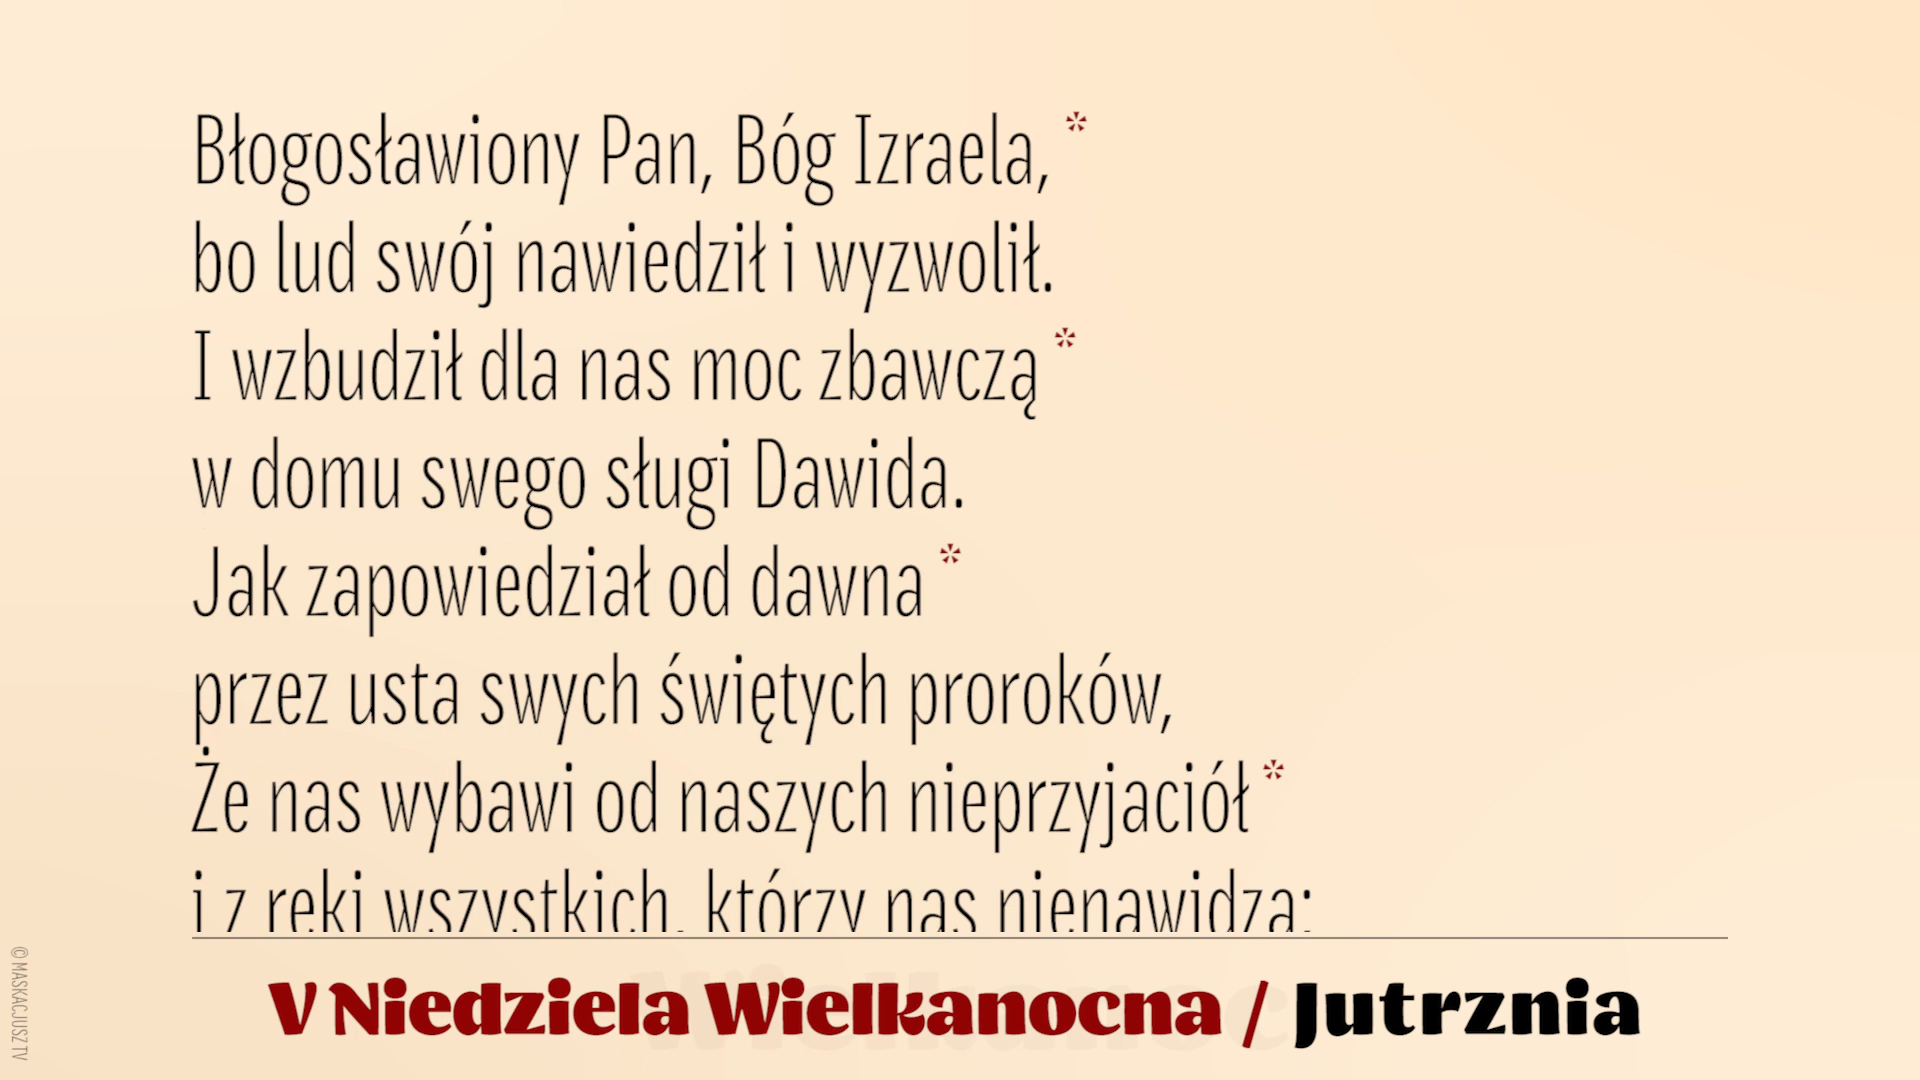 Błogosławiony Pan, Bóg Izraela, *
bo lud swój nawiedził i wyzwolił.
I wzbudził dla nas moc zbawczą *
w domu swego sługi Dawida.
Jak zapowiedział od dawna *
przez usta swych świętych proroków,
Że nas wybawi od naszych nieprzyjaciół *
i z ręki wszystkich, którzy nas nienawidzą;
V Niedziela Wielkanocna / Jutrznia
© MASKACJUSZ TV